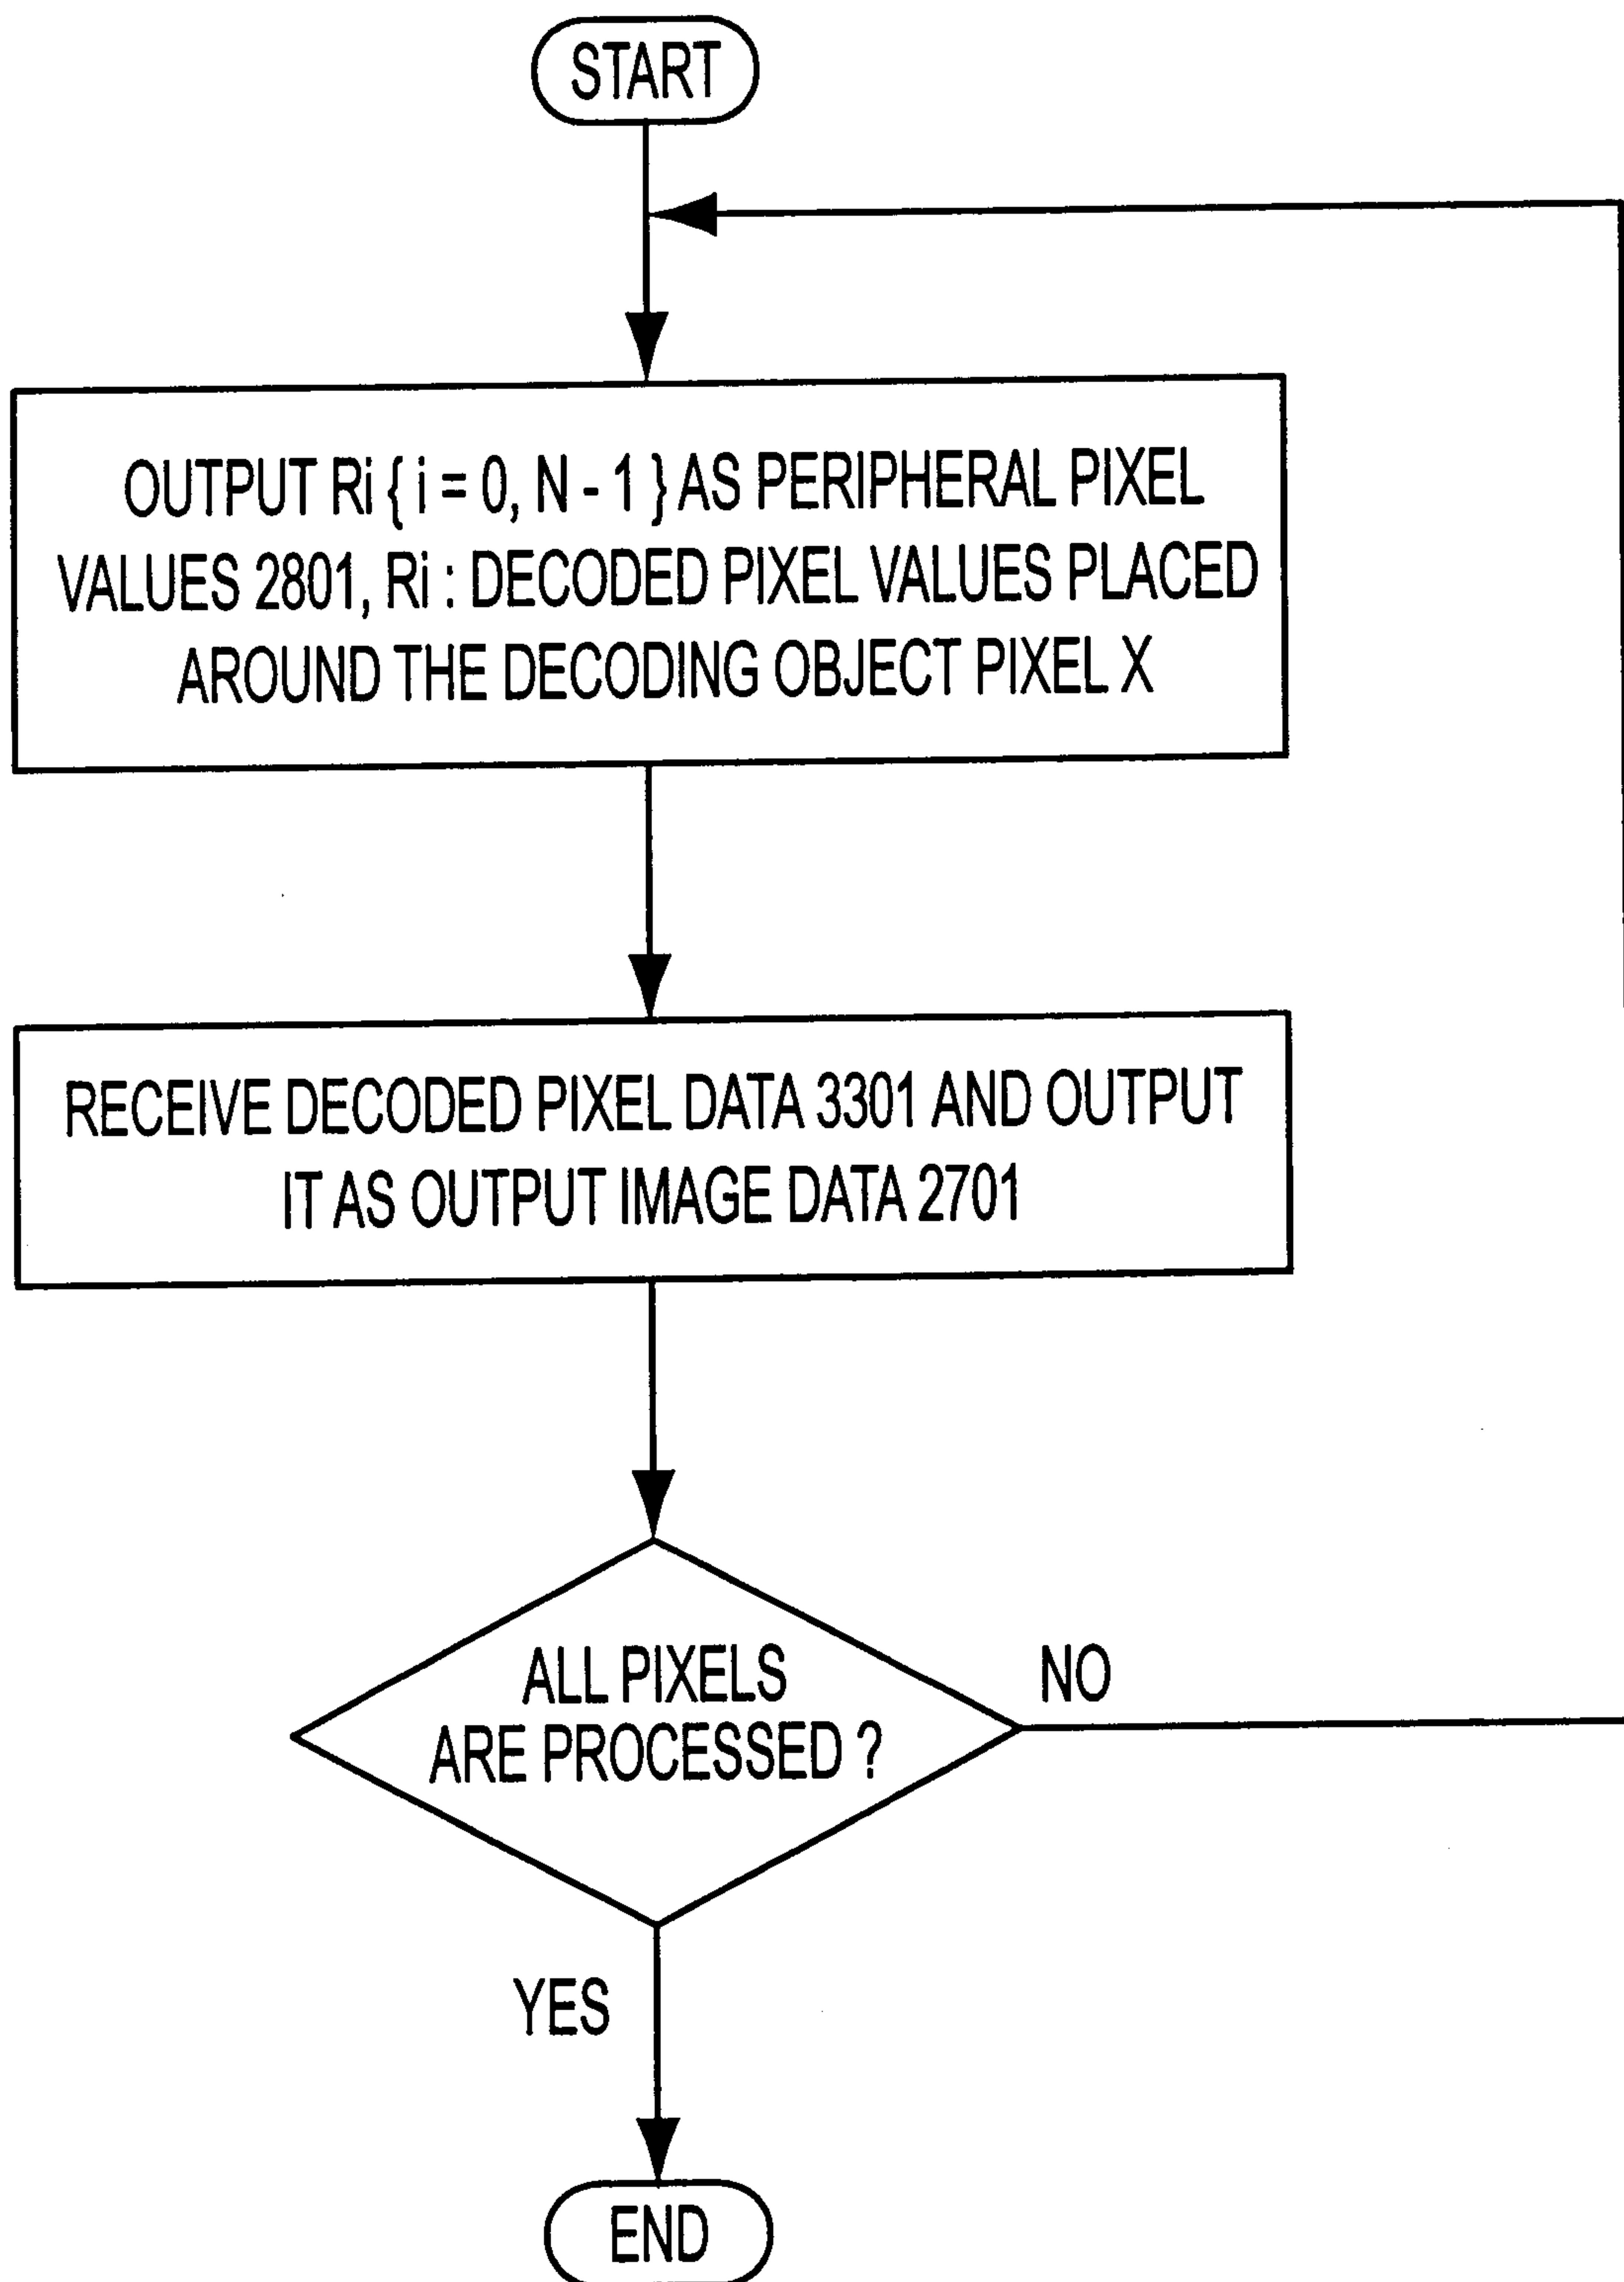 START
OUTPUT Ri { i = 0, N - 1 } AS PERIPHERAL PIXEL
VALUES 2801, Ri : DECODED PIXEL VALUES PLACED
AROUND THE DECODING OBJECT PIXEL X
RECEIVE DECODED PIXEL DATA 3301 AND OUTPUT
IT AS OUTPUT IMAGE DATA 2701
ALL PIXELS
ARE PROCESSED ?
NO
YES
END